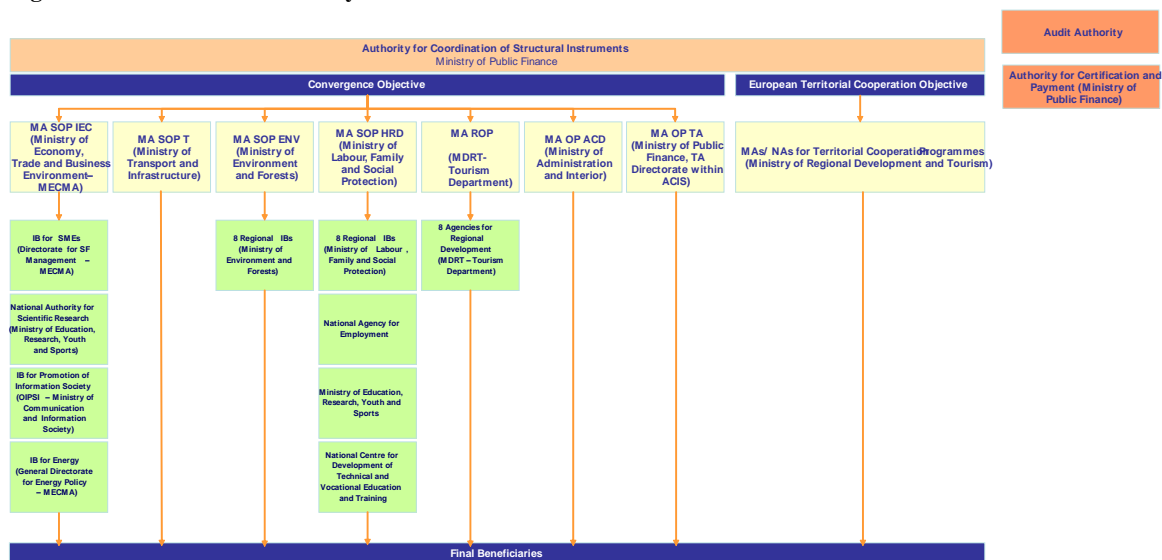 Audit Authority
Authority for Coordination of Structural Instruments
Ministry of Public Finance
Authority for Certification and
Payment (Ministry of
Public Finance)
Convergence Objective
European Territorial Cooperation Objective
MA SOP IEC
(Ministry of
Economy,
Trade and Business
Environment–
MECMA)
MA SOP T
(Ministry of
Transport and
Infrastructure)
MA SOP ENV
(Ministry of
Environment
and Forests)
MA SOP HRD
(Ministry of
Labour, Family
and Social
Protection)
MA ROP
(MDRT-
Tourism
Department)
MA OP ACD
(Ministry of
Administration
and Interior)
MA OP TA
(Ministry of Public
Finance, TA
Directorate within
ACIS)
MAs/ NAs for Territorial Cooperation Programmes
(Ministry of Regional Development and Tourism)
IB for SMEs
(Directorate for SF
Management –
MECMA)
8 Regional IBs
(Ministry of
Environment and
Forests)
8 Regional IBs
(Ministry of Labour ,
Family and Social
Protection)
8 Agencies for
Regional
Development
(MDRT – Tourism
Department)
National Authority for
Scientific Research
(Ministry of Education,
Research, Youth
and Sports)
National Agency for
Employment
IB for Promotion of
Information Society
(OIPSI – Ministry of
Communication
and Information
Society)
Ministry of Education,
Research, Youth and
Sports
IB for Energy
(General Directorate
for Energy Policy
– MECMA)
National Centre for
Development of
Technical and
Vocational Education
and Training
Final Beneficiaries